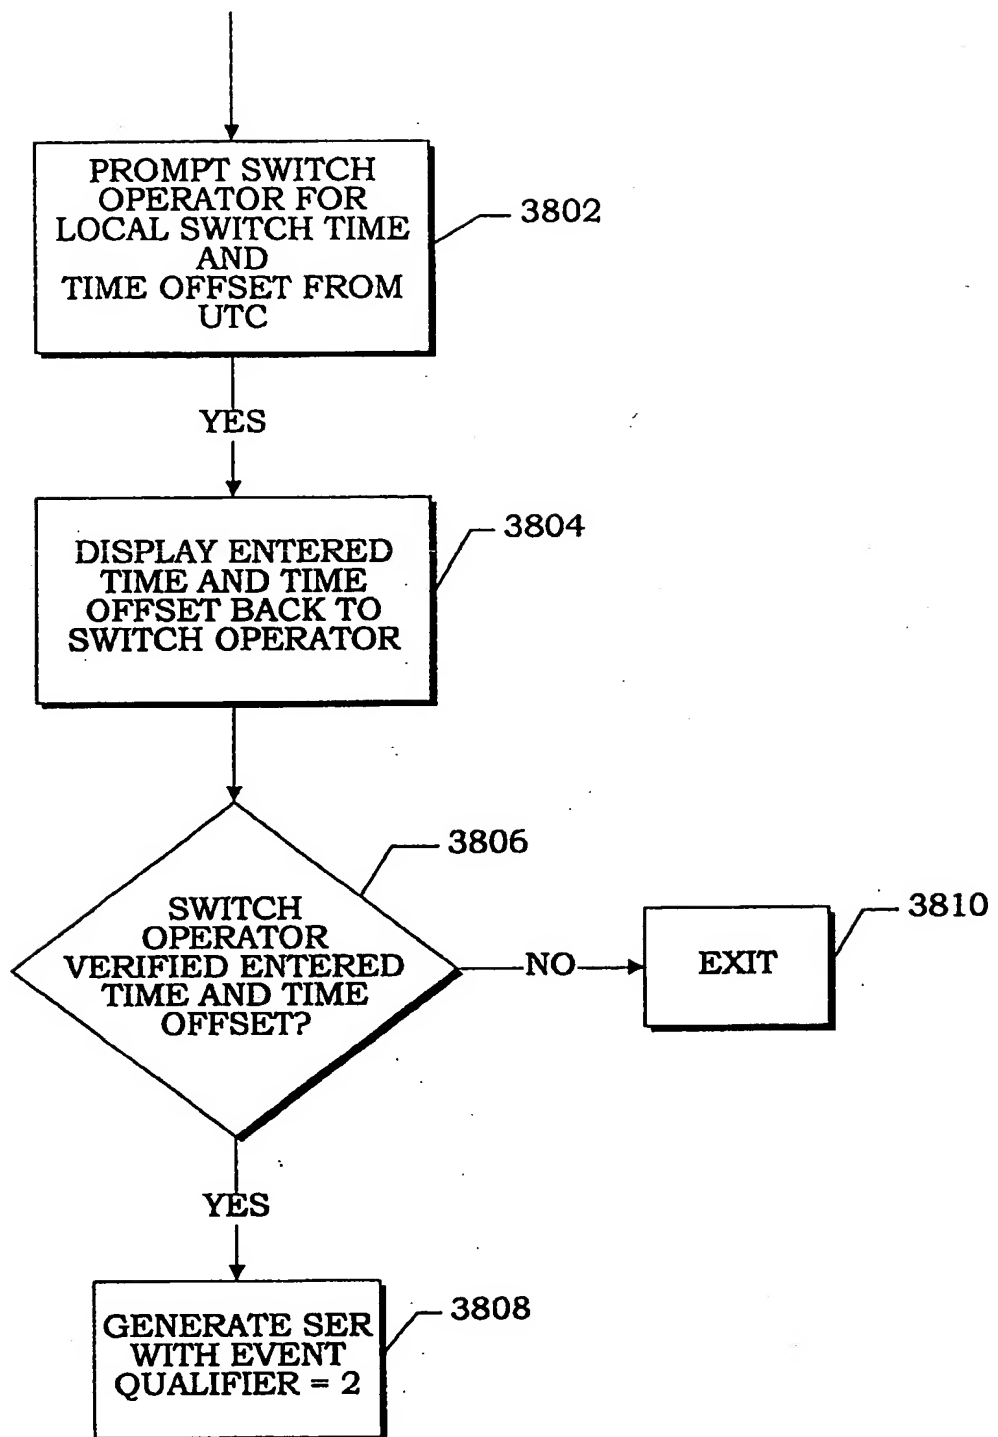 PROMPT SWITCH
OPERATOR FOR
LOCAL SWITCH TIME
AND
TIME OFFSET FROM
UTC
3802
YES
DISPLAY ENTERED
TIME AND TIME
OFFSET BACK TO
SWITCH OPERATOR
3804
SWITCH
OPERATOR
VERIFIED ENTERED
TIME AND TIME
OFFSET?
3806
NO
EXIT
3810
YES
GENERATE SER
WITH EVENT
QUALIFIER = 2
3808